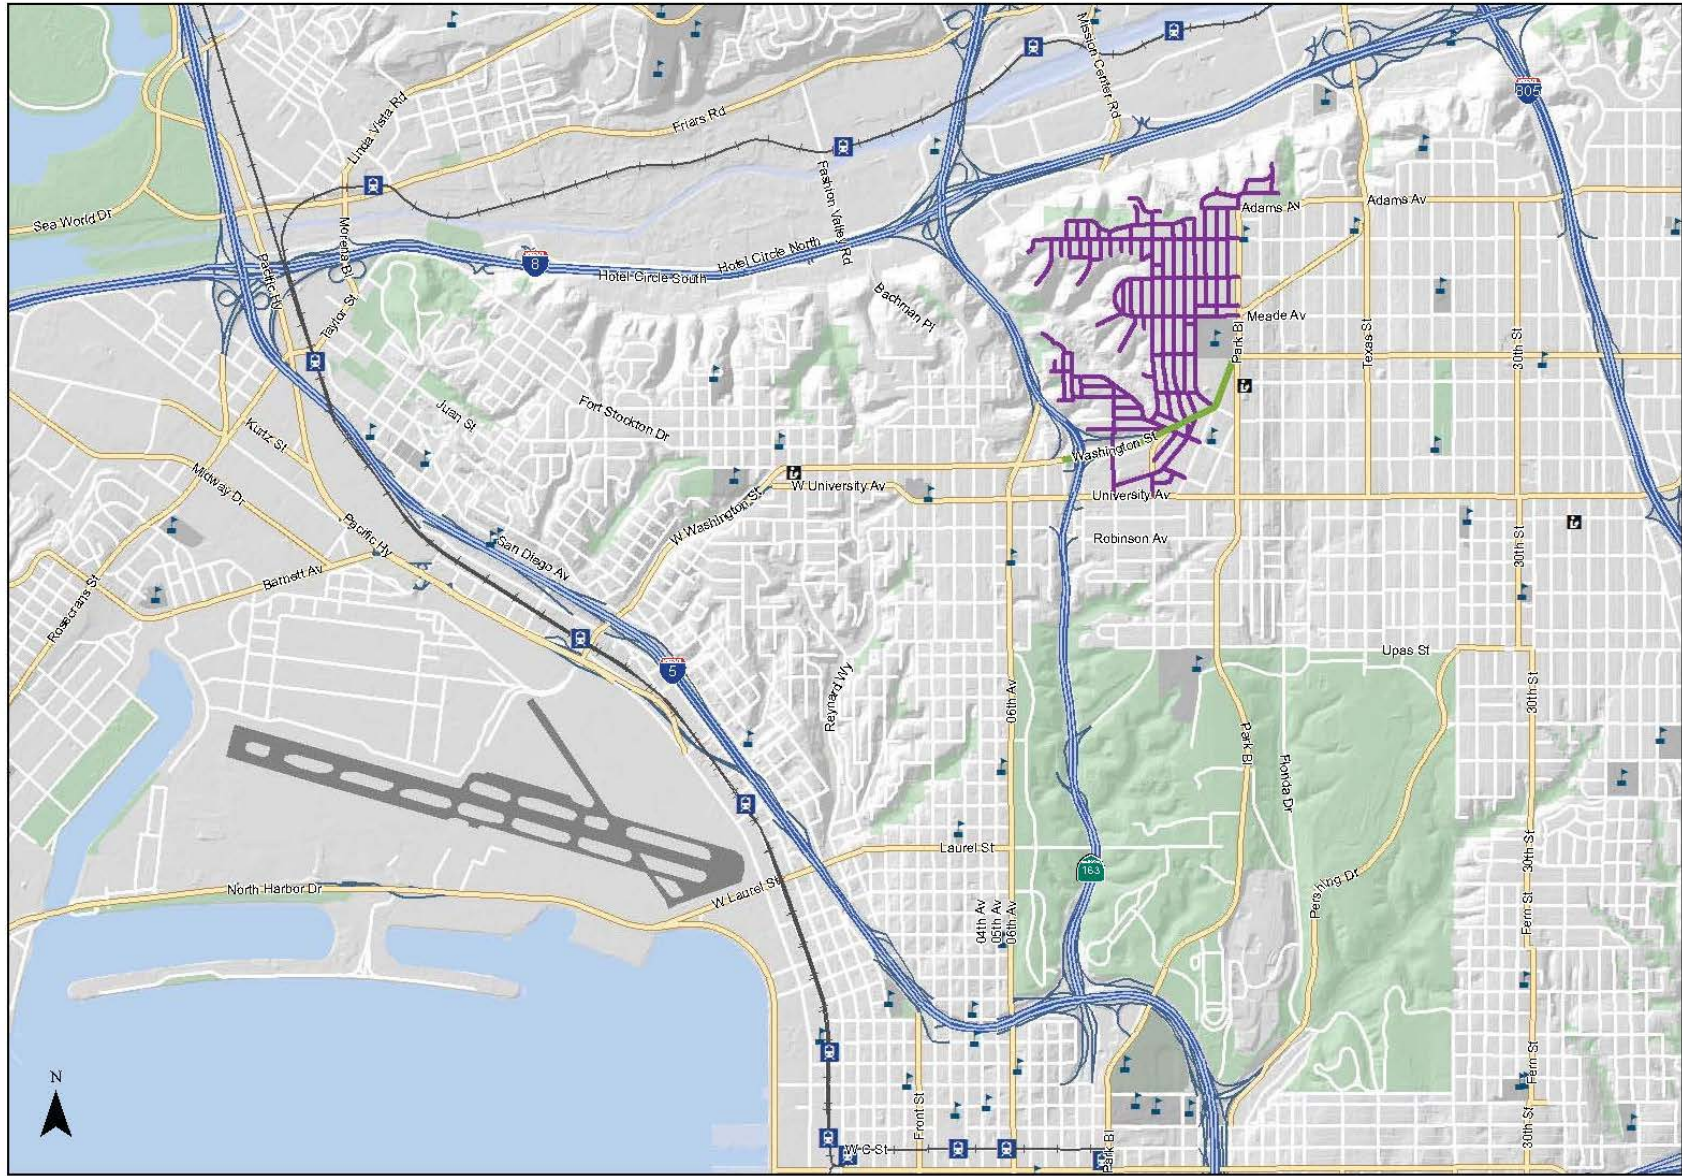 Mission Center Rd
805
Linda Vista Rd
Friars Rd
Fashion Valley Rd
Sea World Dr
Adams Av
Adams Av
Morena Bl
Pacific Hy
Hotel Circle North
8
Hotel Circle South
Bachman Pl
Taylor St
Meade Av
Park Bl
Texas St
30th St
Juan St
Fort Stockton Dr
Kurtz St
Washington St
Midway Dr
W University Av
University Av
W Washington St
Pacific Hy
San Diego Av
Robinson Av
30th St
Barnett Av
Rosecrans St
Upas St
5
Reynard Wy
06th Av
30th St
Park Bl
Florida Dr
Laurel St
30th St
163
North Harbor Dr
W Laurel St
Pershing Dr
04th Av
05th Av
06th Av
Fern St
Fern St
N
Front St
Park Bl
30th St
W C St